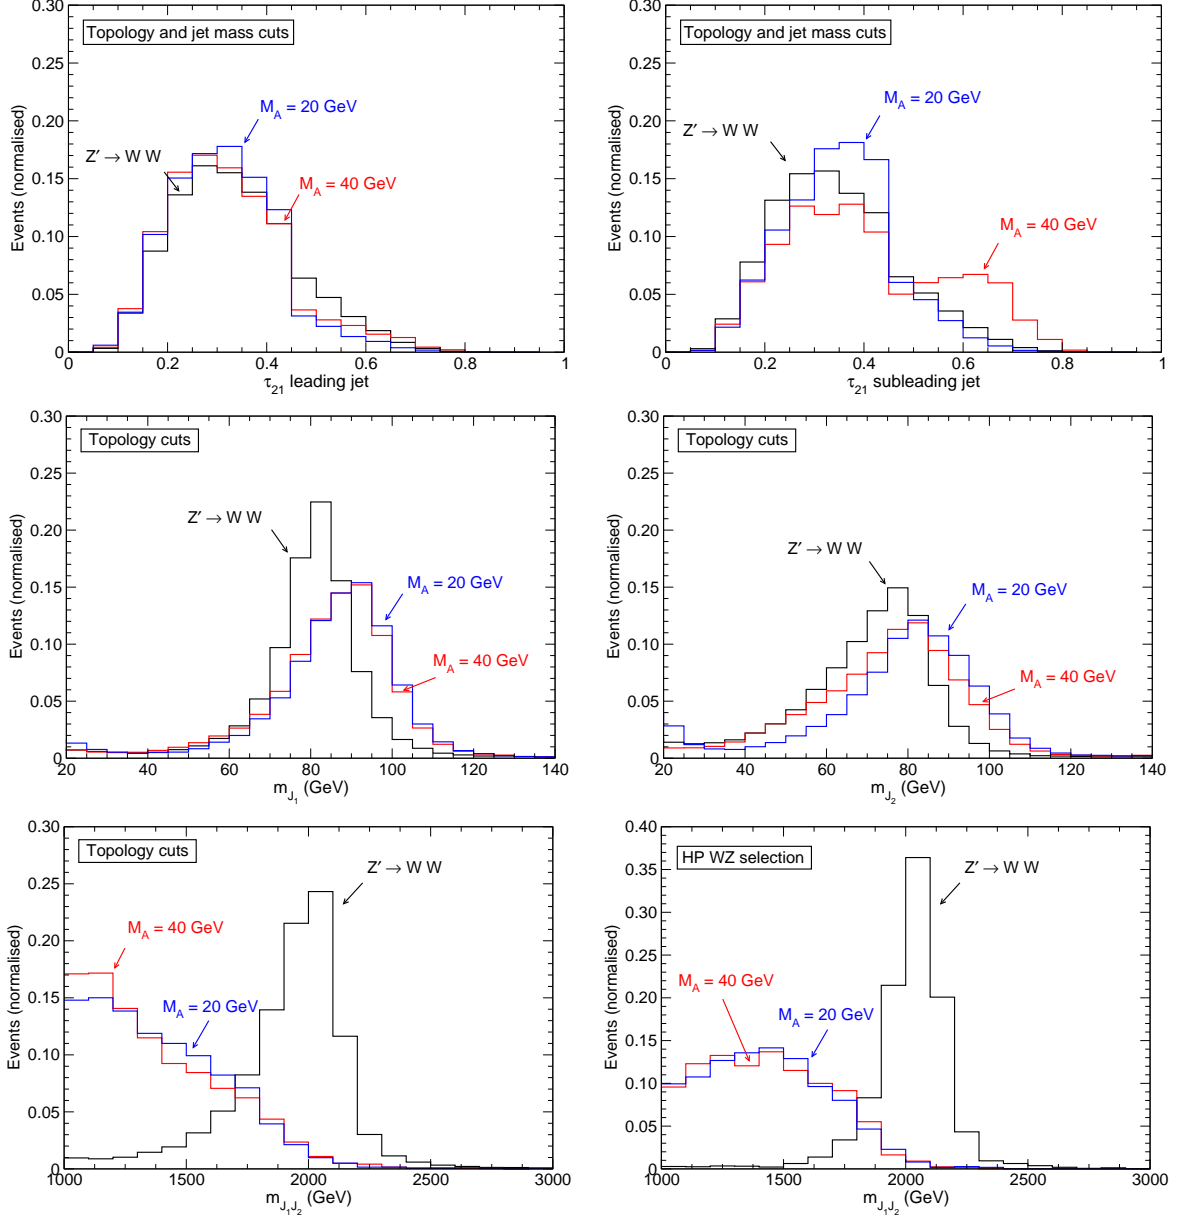 Topology and jet mass cuts
Events (normalised)
0.30
0.25
0.20
0.15
0.10
0.05
0
M_A = 20 GeV
Z′ → W W
M_A = 40 GeV
0.2
0.4
0.6
0.8
1
τ_21 leading jet
Topology and jet mass cuts
Events (normalised)
0.30
0.25
0.20
0.15
0.10
0.05
0
M_A = 20 GeV
Z′ → W W
M_A = 40 GeV
0
0.2
0.4
0.6
0.8
1
τ_21 subleading jet
Topology cuts
Events (normalised)
0.30
0.25
0.20
0.15
0.10
0.05
0
Z′ → W W
M_A = 20 GeV
M_A = 40 GeV
20
40
60
80
100
120
140
m_J_1 (GeV)
Topology cuts
Events (normalised)
0.30
0.25
0.20
0.15
0.10
0.05
0
Z′ → W W
M_A = 20 GeV
M_A = 40 GeV
20
40
60
80
100
120
140
m_J_2 (GeV)
Topology cuts
Events (normalised)
0.30
0.25
0.20
0.15
0.10
0.05
0
Z′ → W W
M_A = 40 GeV
M_A = 20 GeV
1000
1500
2000
2500
3000
m_J_1J_2 (GeV)
HP WZ selection
Events (normalised)
0.40
0.35
0.30
0.25
0.20
0.15
0.10
0.05
0
Z′ → W W
M_A = 40 GeV
M_A = 20 GeV
1000
1500
2000
2500
3000
m_J_1J_2 (GeV)